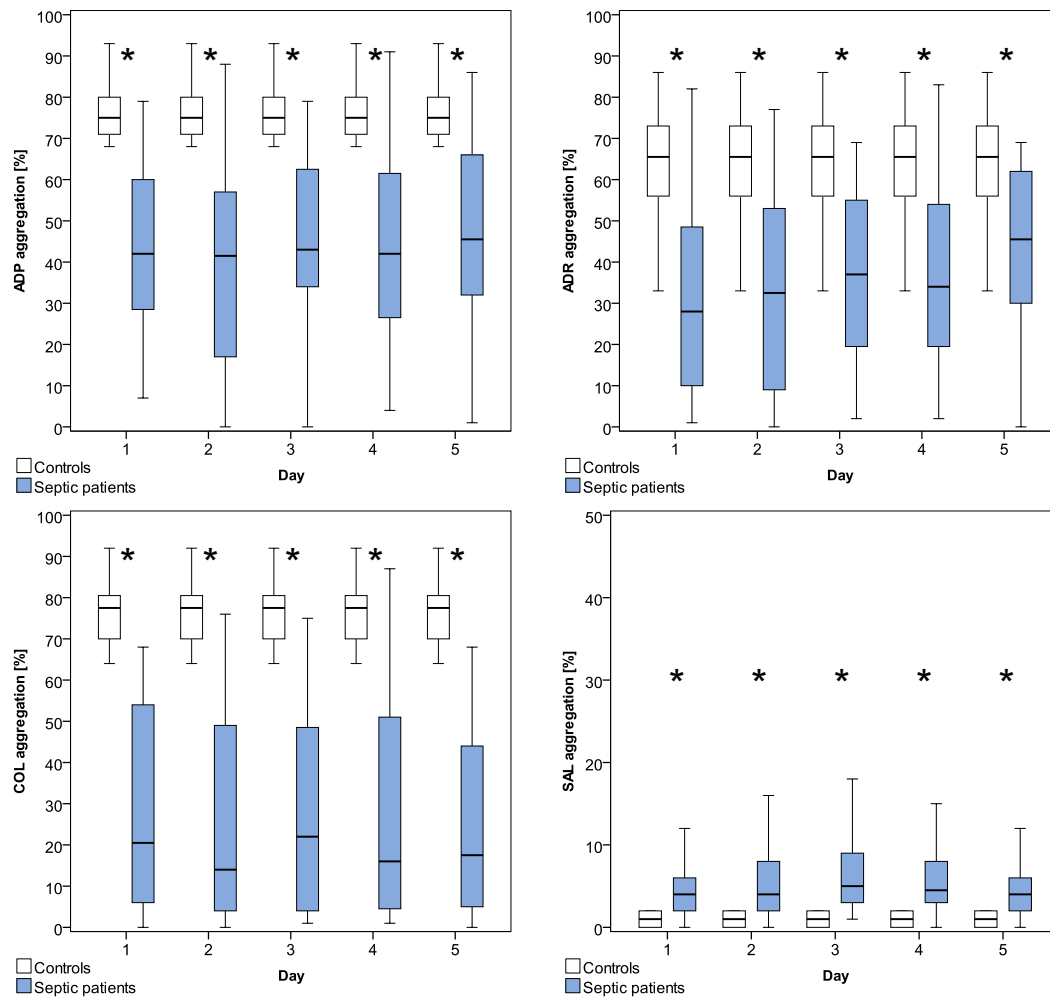 100
90
80
70
60
50
40
30
20
10
0
ADP aggregation [%]
* * * * *
1 2 3 4 5
Day
Controls
Septic patients
100
90
80
70
60
50
40
30
20
10
0
ADR aggregation [%]
* * * * *
1 2 3 4 5
Day
Controls
Septic patients
100
90
80
70
60
50
40
30
20
10
0
COL aggregation [%]
* * * * *
1 2 3 4 5
Day
Controls
Septic patients
50
40
30
20
10
0
SAL aggregation [%]
* * * * *
1 2 3 4 5
Day
Controls
Septic patients